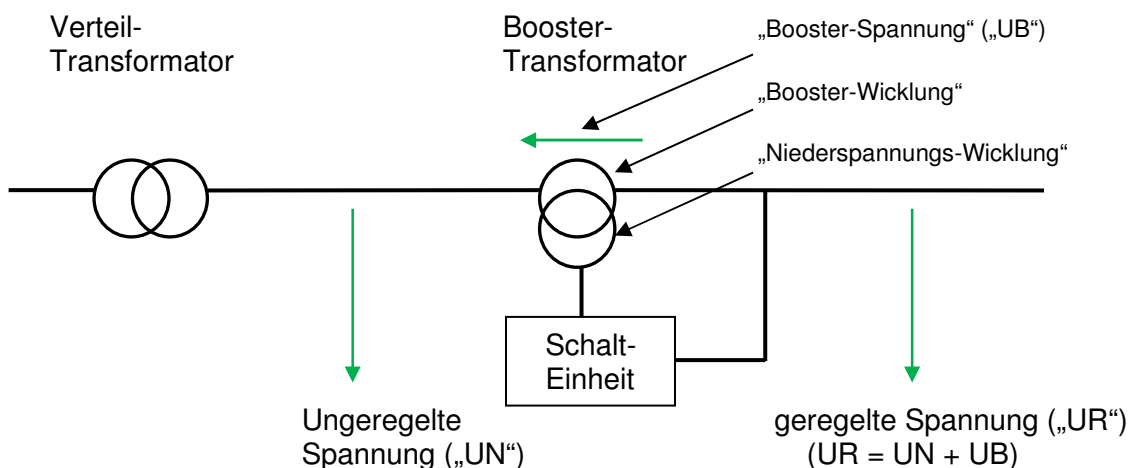 Verteil-
Transformator
Booster-
Transformator
„Booster-Spannung“ („UB“)
„Booster-Wicklung“
„Niederspannungs-Wicklung“
Schalt-
Einheit
Ungeregelte
Spannung („UN“)
geregelte Spannung („UR“)
(UR = UN + UB)